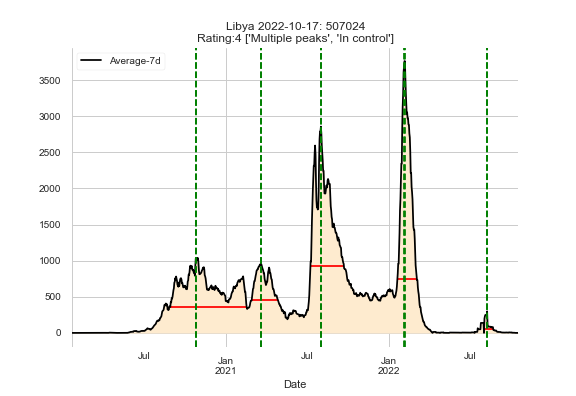 Libya 2022-10-17: 507024
Rating:4 ['Multiple peaks', 'In control']
Average-7d
3500
3000
2500
2000
1500
1000
500
0
Jul
Jan
2021
Jul
Jan
2022
Jul
Date